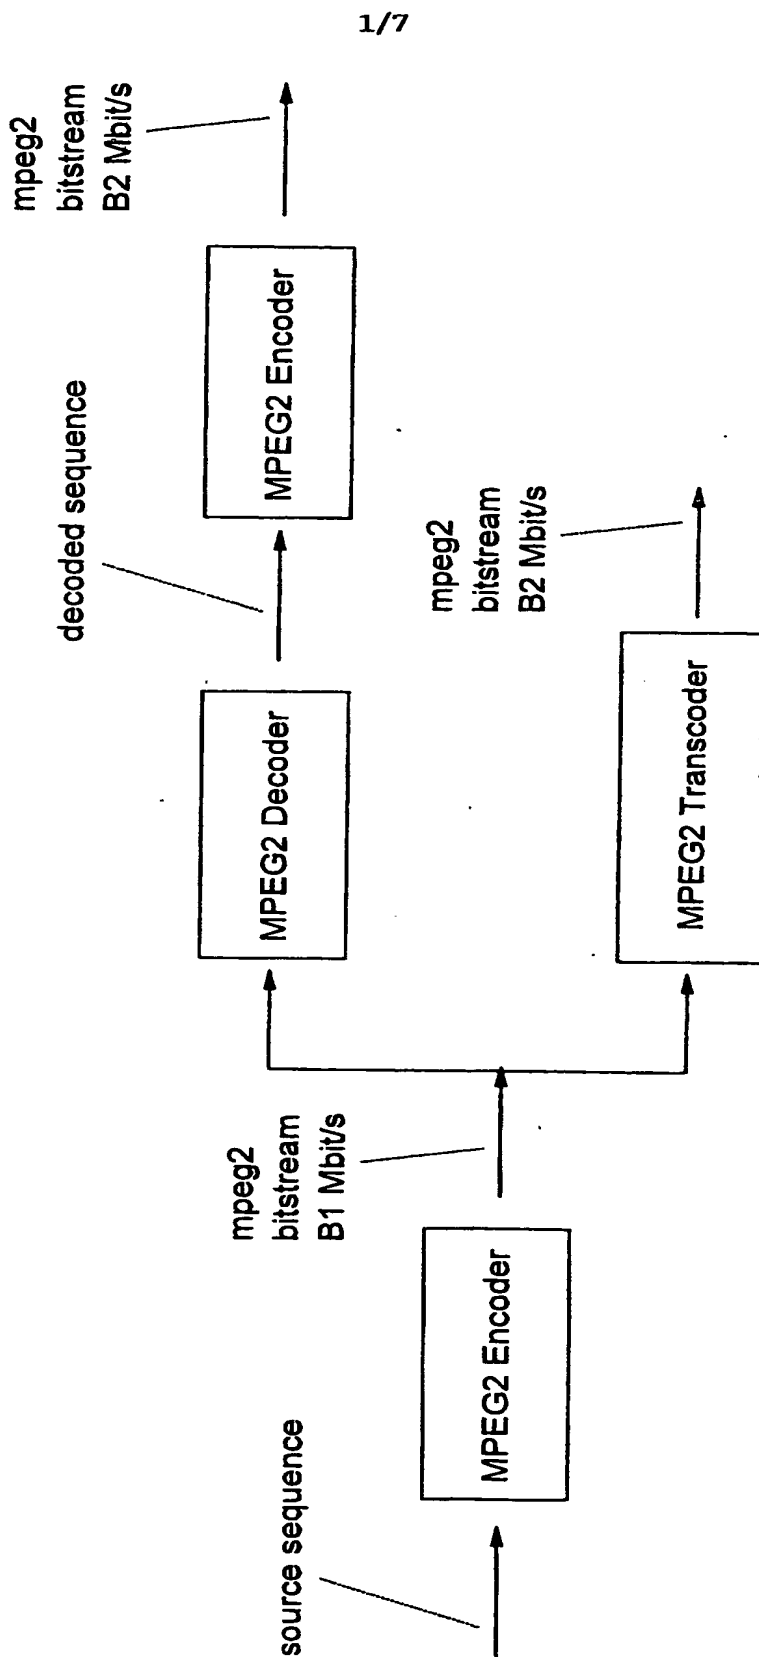 1/7
source sequence
MPEG2 Encoder
mpeg2
bitstream
B1 Mbit/s
MPEG2 Decoder
decoded sequence
MPEG2 Encoder
mpeg2
bitstream
B2 Mbit/s
MPEG2 Transcoder
mpeg2
bitstream
B2 Mbit/s